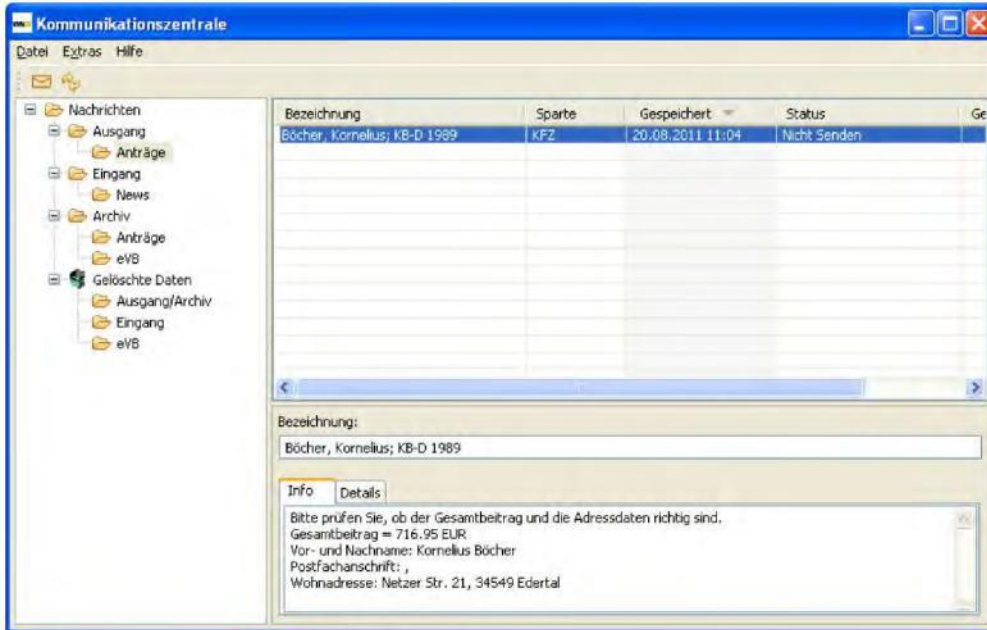 Kommunikationszentrale
Datei Extras Hilfe
Nachrichten
Ausgang
Anträge
Eingang
News
Archiv
Anträge
eVB
Gelöschte Daten
Ausgang/Archiv
Eingang
eVB
Bezeichnung Sparte Gespeichert Status Ge
Böcher, Kornelius; KB-D 1989 KFZ 20.08.2011 11:04 Nicht Senden
Bezeichnung:
Böcher, Kornelius; KB-D 1989
Info Details
Bitte prüfen Sie, ob der Gesamtbeitrag und die Adressdaten richtig sind.
Gesamtbeitrag = 716.95 EUR
Vor- und Nachname: Kornelius Böcher
Postfachanschrift: ,
Wohnadresse: Netzer Str. 21, 34549 Edertal